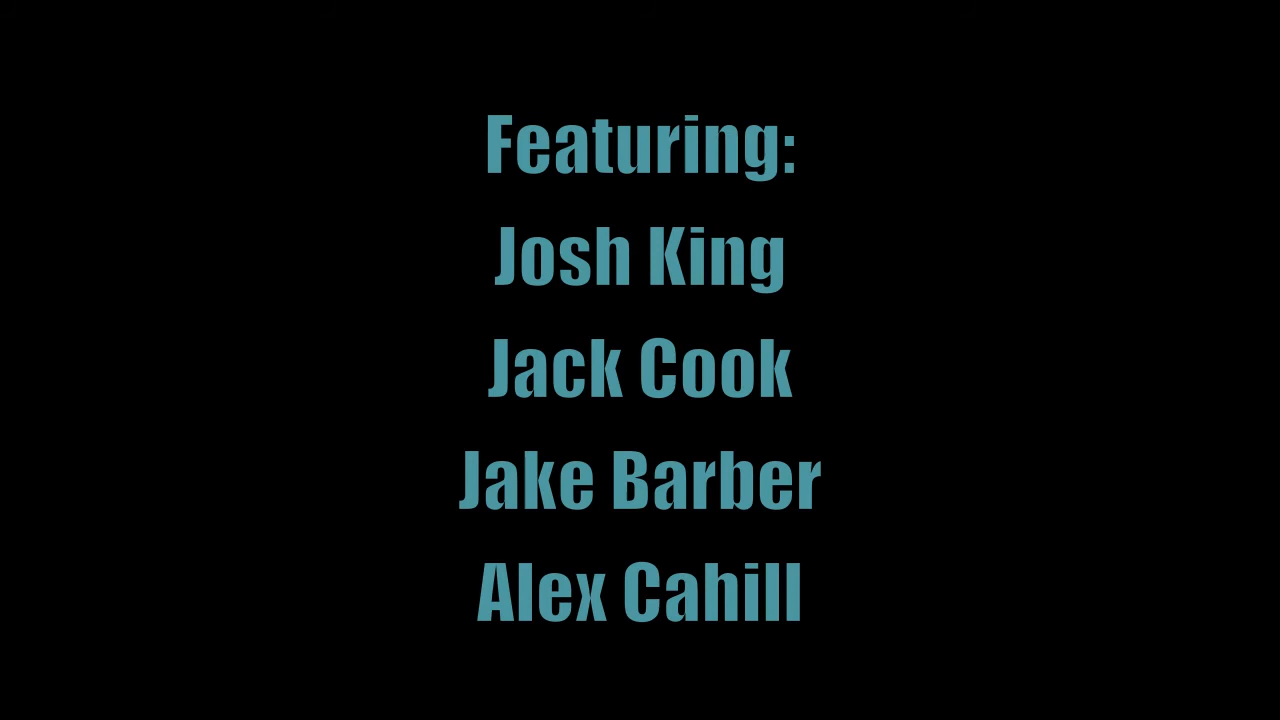 Featuring:
Josh King
Jack Cook
Jake Barber
Alex Cahill